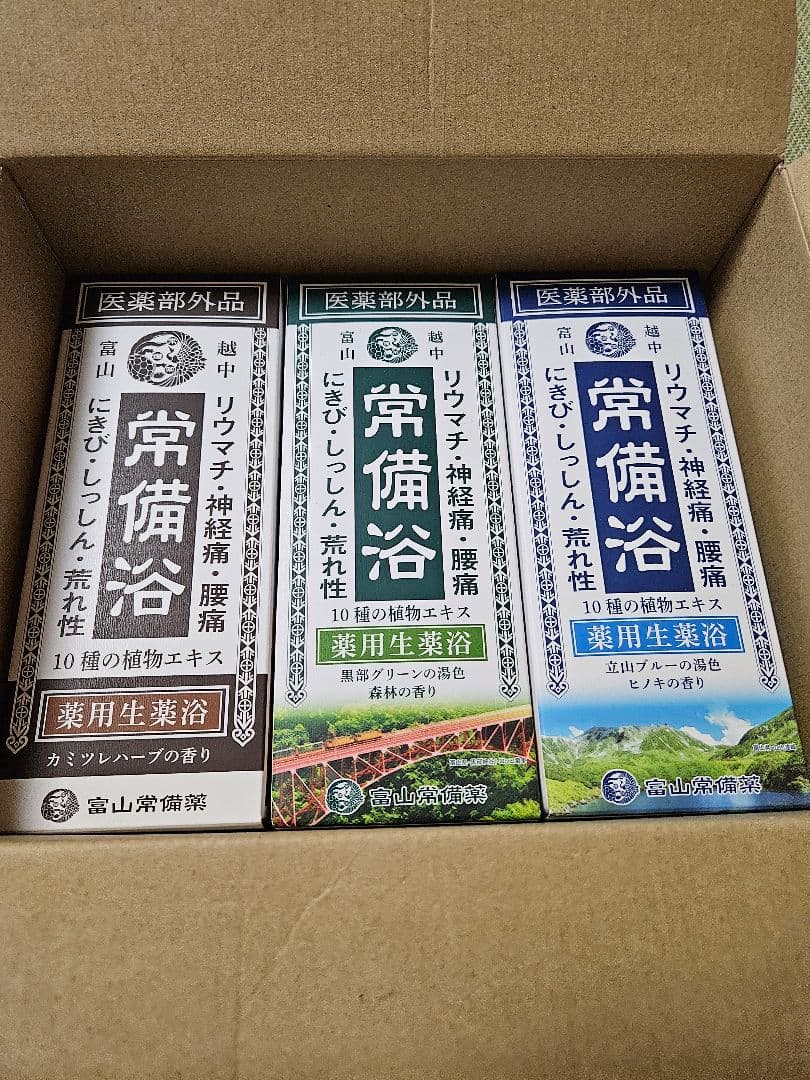 医薬部外品
越中
富山
リウマチ・神経痛・腰痛
常備浴
にきび・しっしん・荒れ性
10種の植物エキス
薬用生薬浴
カミツレハーブの香り
富山常備薬
医薬部外品
越中
富山
リウマチ・神経痛・腰痛
常備浴
にきび・しっしん・荒れ性
10種の植物エキス
薬用生薬浴
黒部グリーンの湯色
森林の香り
富山常備薬
医薬部外品
越中
富山
リウマチ・神経痛・腰痛
常備浴
にきび・しっしん・荒れ性
10種の植物エキス
薬用生薬浴
立山ブルーの湯色
ヒノキの香り
富山常備薬